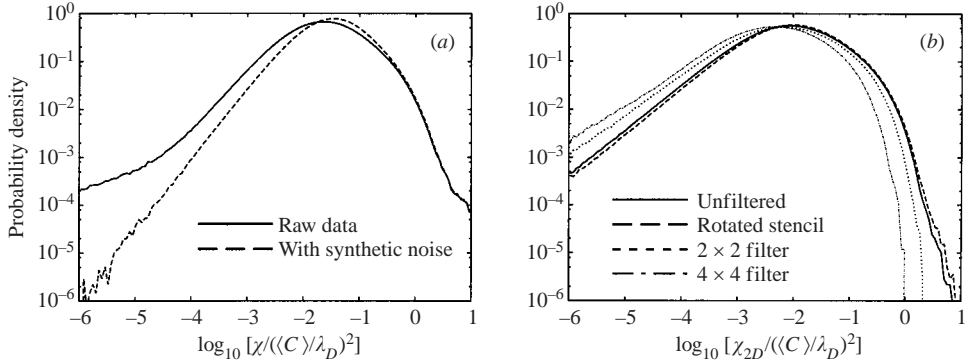 Probability density
10^0
10^−1
10^−2
10^−3
10^−4
10^−5
10^−6
(a)
Raw data
With synthetic noise
−6 −5 −4 −3 −2 −1 0 1
log10 [χ/(⟨C⟩/λD)^2]
10^0
10^−1
10^−2
10^−3
10^−4
10^−5
10^−6
(b)
Unfiltered
Rotated stencil
2 × 2 filter
4 × 4 filter
−6 −5 −4 −3 −2 −1 0 1
log10 [χ2D/(⟨C⟩/λD)^2]